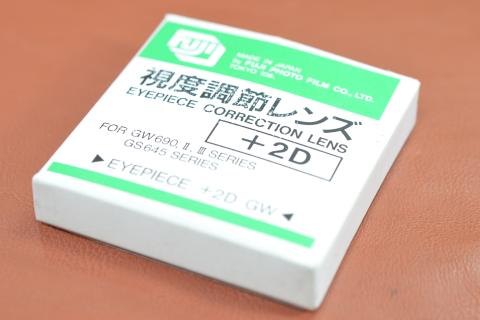 FUJI
MADE IN JAPAN
by FUJI PHOTO FILM CO., LTD.
TOKYO 106.
視度調節レンズ
EYEPIECE CORRECTION LENS
+2D
FOR GW690, II, III SERIES
GS645 SERIES
▶EYEPIECE +2D GW◀